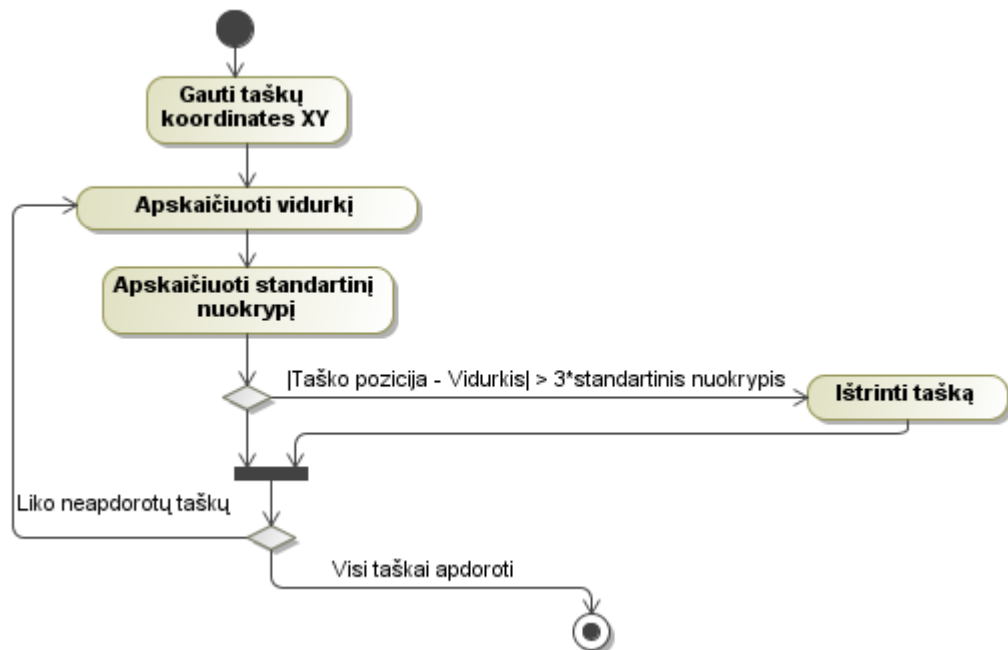 Gauti taškų
koordinates XY
Apskaičiuoti vidurkį
Apskaičiuoti standartinį
nuokrypį
|Taško pozicija - Vidurkis| > 3*standartinis nuokrypis
Ištrinti tašką
Liko neapdorotų taškų
Visi taškai apdoroti